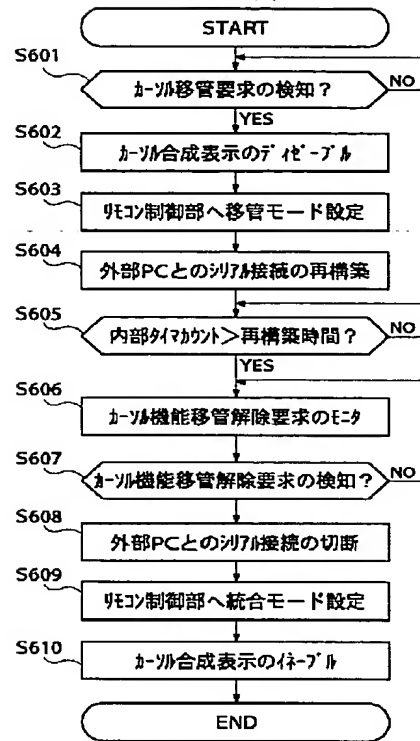 START
S601
カーソル移管要求の検知？
NO
YES
S602
カーソル合成表示のディセーブル
S603
リモコン制御部へ移管モード設定
S604
外部PCとのシリアル接続の再構築
S605
内部タイマカウント＞再構築時間？
NO
YES
S606
カーソル機能移管解除要求のモニタ
S607
カーソル機能移管解除要求の検知？
NO
S608
外部PCとのシリアル接続の切断
S609
リモコン制御部へ統合モード設定
S610
カーソル合成表示のイネーブル
END